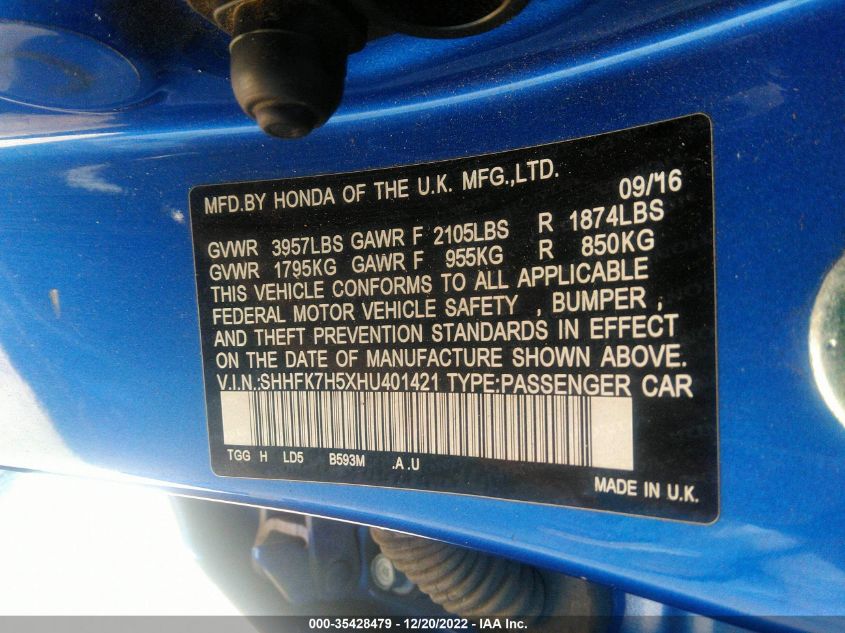 MFD.BY HONDA OF THE U.K. MFG.,LTD. 09/16
GVWR 3957LBS GAWR F 2105LBS R 1874LBS
GVWR 1795KG GAWR F 955KG R 850KG
THIS VEHICLE CONFORMS TO ALL APPLICABLE
FEDERAL MOTOR VEHICLE SAFETY , BUMPER ,
AND THEFT PREVENTION STANDARDS IN EFFECT
ON THE DATE OF MANUFACTURE SHOWN ABOVE.
V.I.N.:SHHFK7H5XHU401421 TYPE:PASSENGER CAR
TGG H LD5 B593M .A .U
MADE IN U.K.
000-35428479 - 12/20/2022 - IAA Inc.